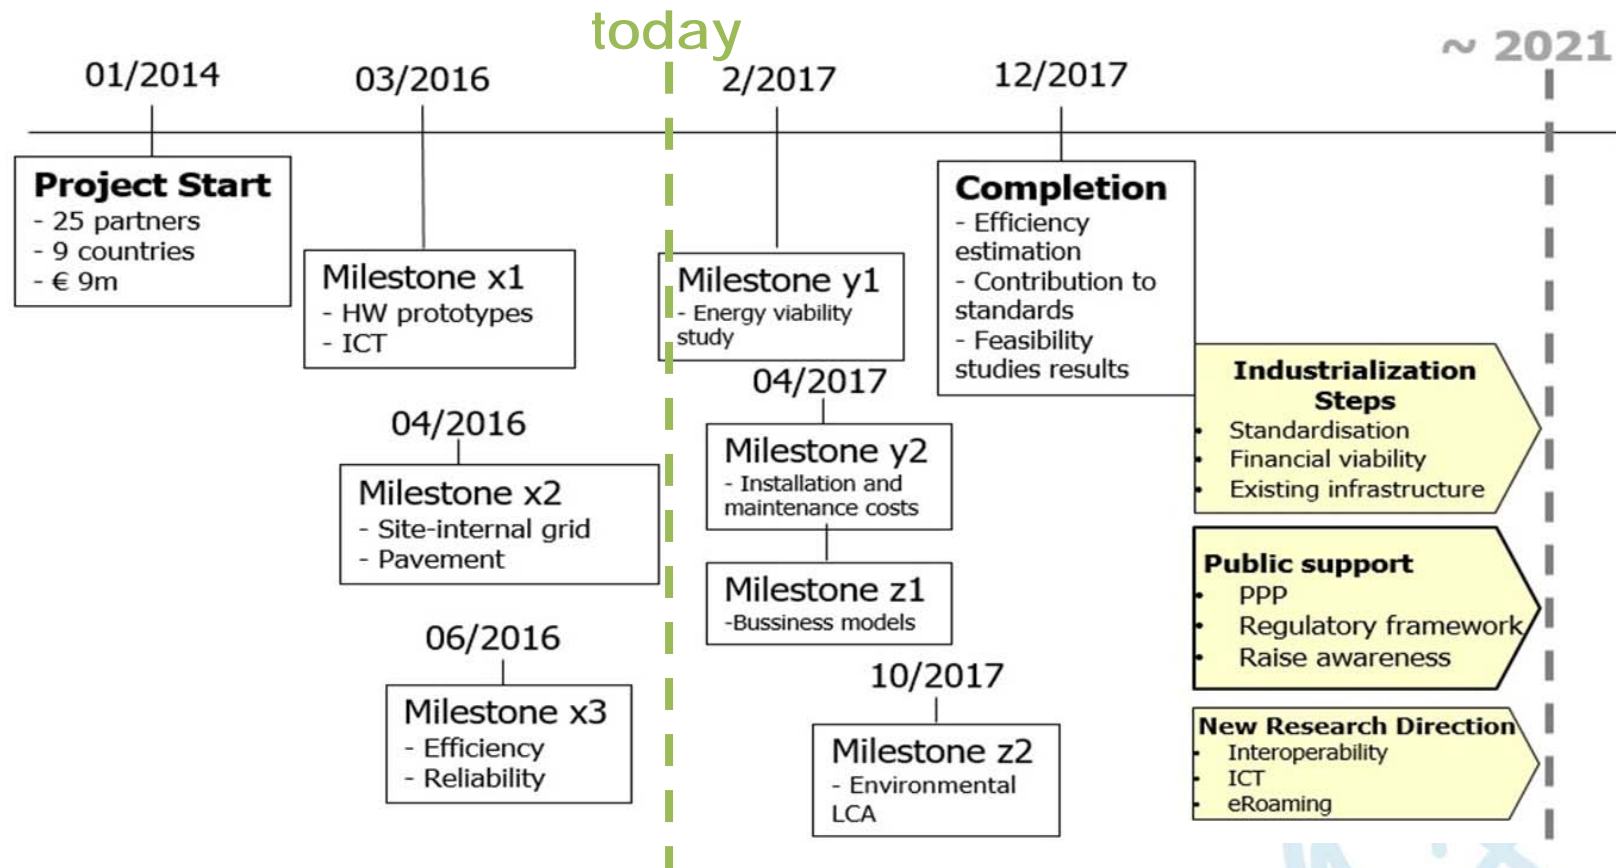 today
~ 2021
01/2014
03/2016
2/2017
12/2017
Project Start
- 25 partners
- 9 countries
- € 9m
Milestone x1
- HW prototypes
- ICT
04/2016
Milestone x2
- Site-internal grid
- Pavement
06/2016
Milestone x3
- Efficiency
- Reliability
Milestone y1
- Energy viability
study
04/2017
Milestone y2
- Installation and
maintenance costs
Milestone z1
-Bussiness models
10/2017
Milestone z2
- Environmental
LCA
Completion
- Efficiency
estimation
- Contribution to
standards
- Feasibility
studies results
Industrialization
Steps
• Standardisation
• Financial viability
• Existing infrastructure
Public support
• PPP
• Regulatory framework
• Raise awareness
New Research Direction
• Interoperability
• ICT
• eRoaming